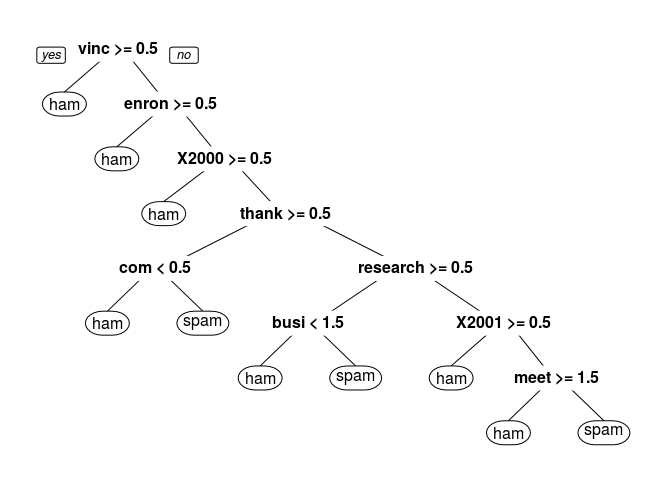 yes vinc >= 0.5 no
ham enron >= 0.5
ham X2000 >= 0.5
ham thank >= 0.5
com < 0.5 research >= 0.5
ham spam busi < 1.5 X2001 >= 0.5
ham spam ham meet >= 1.5
ham spam